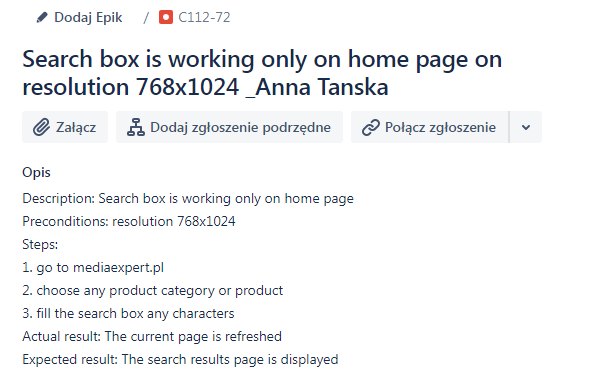 Dodaj Epik / C112-72
Search box is working only on home page on
resolution 768x1024 _Anna Tanska
Załącz Dodaj zgłoszenie podrzędne Połącz zgłoszenie
Opis
Description: Search box is working only on home page
Preconditions: resolution 768x1024
Steps:
1. go to mediaexpert.pl
2. choose any product category or product
3. fill the search box any characters
Actual result: The current page is refreshed
Expected result: The search results page is displayed